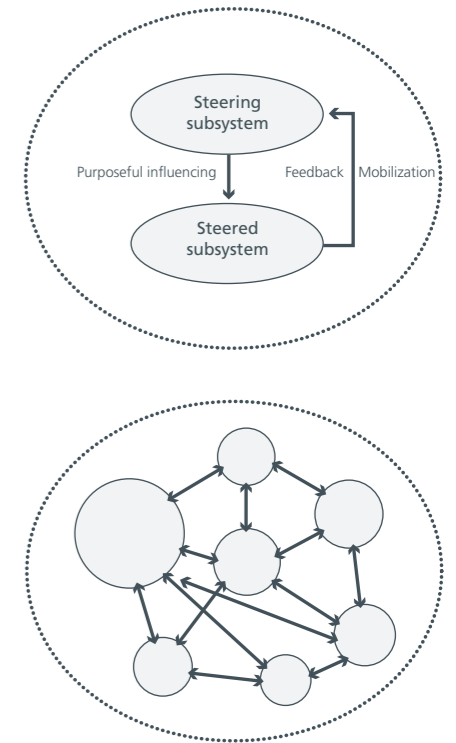 Steering
subsystem
Purposeful influencing
Feedback
Mobilization
Steered
subsystem